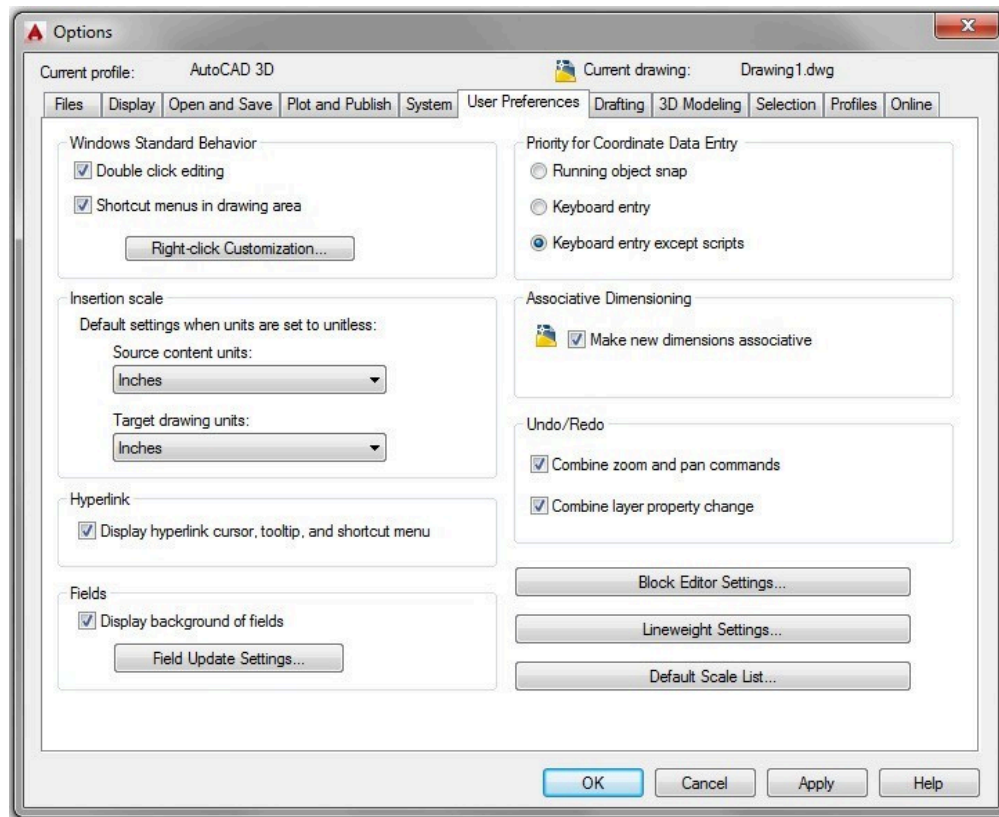 Options
Current profile: AutoCAD 3D Current drawing: Drawing1.dwg
Files Display Open and Save Plot and Publish System User Preferences Drafting 3D Modeling Selection Profiles Online
Windows Standard Behavior
Double click editing
Shortcut menus in drawing area
Right-click Customization...
Insertion scale
Default settings when units are set to unitless:
Source content units:
Inches
Target drawing units:
Inches
Hyperlink
Display hyperlink cursor, tooltip, and shortcut menu
Fields
Display background of fields
Field Update Settings...
Priority for Coordinate Data Entry
Running object snap
Keyboard entry
Keyboard entry except scripts
Associative Dimensioning
Make new dimensions associative
Undo/Redo
Combine zoom and pan commands
Combine layer property change
Block Editor Settings...
Lineweight Settings...
Default Scale List...
OK Cancel Apply Help